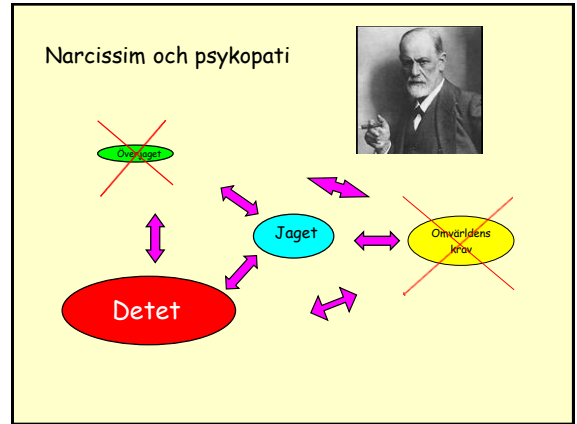 Narcissim och psykopati
Överjaget
Jaget
Omvärldens
krav
Detet